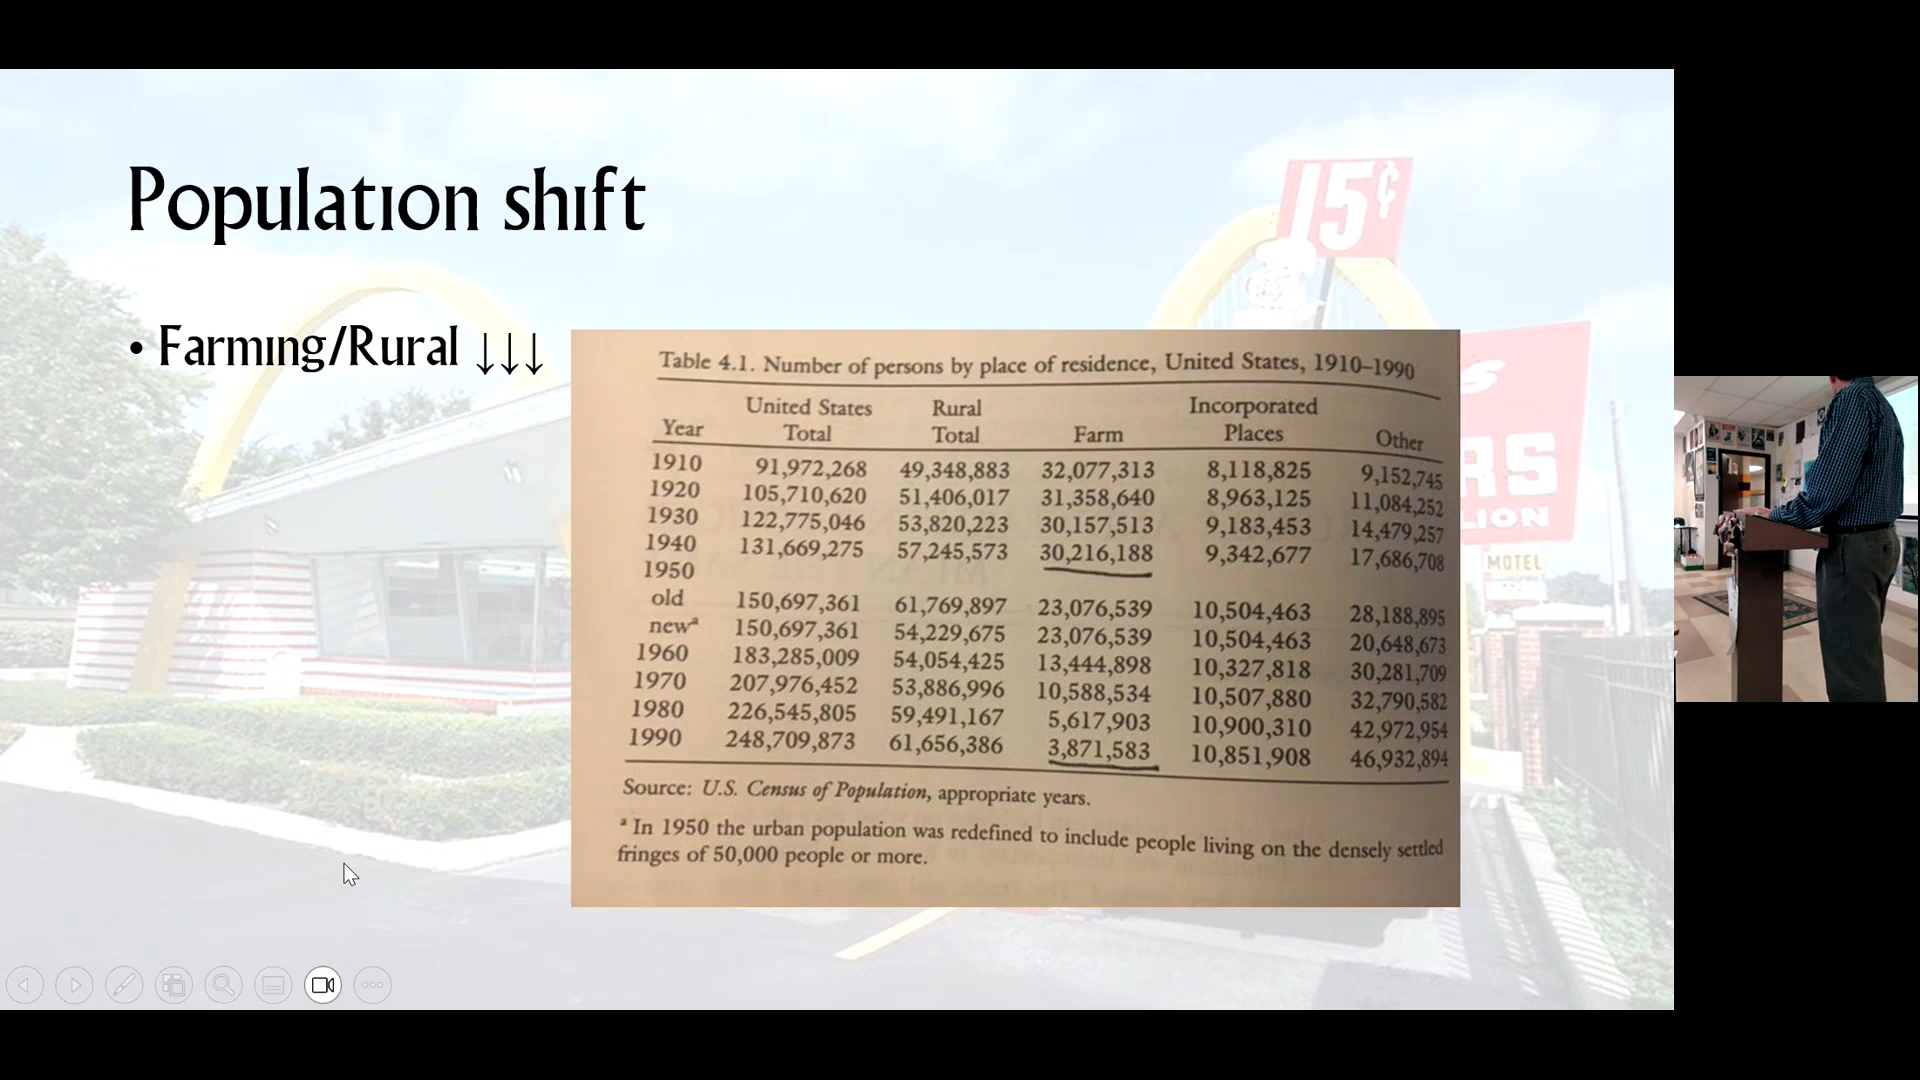 Population shift
• Farming/Rural ↓↓↓
15¢
S
RS
LION
MOTEL
Table 4.1. Number of persons by place of residence, United States, 1910–1990
Year United States Total Rural Total Farm Incorporated Places Other
1910 91,972,268 49,348,883 32,077,313 8,118,825 9,152,745
1920 105,710,620 51,406,017 31,358,640 8,963,125 11,084,252
1930 122,775,046 53,820,223 30,157,513 9,183,453 14,479,257
1940 131,669,275 57,245,573 30,216,188 9,342,677 17,686,708
1950
old 150,697,361 61,769,897 23,076,539 10,504,463 28,188,895
newª 150,697,361 54,229,675 23,076,539 10,504,463 20,648,673
1960 183,285,009 54,054,425 13,444,898 10,327,818 30,281,709
1970 207,976,452 53,886,996 10,588,534 10,507,880 32,790,582
1980 226,545,805 59,491,167 5,617,903 10,900,310 42,972,954
1990 248,709,873 61,656,386 3,871,583 10,851,908 46,932,894
Source: U.S. Census of Population, appropriate years.
ª In 1950 the urban population was redefined to include people living on the densely settled
fringes of 50,000 people or more.